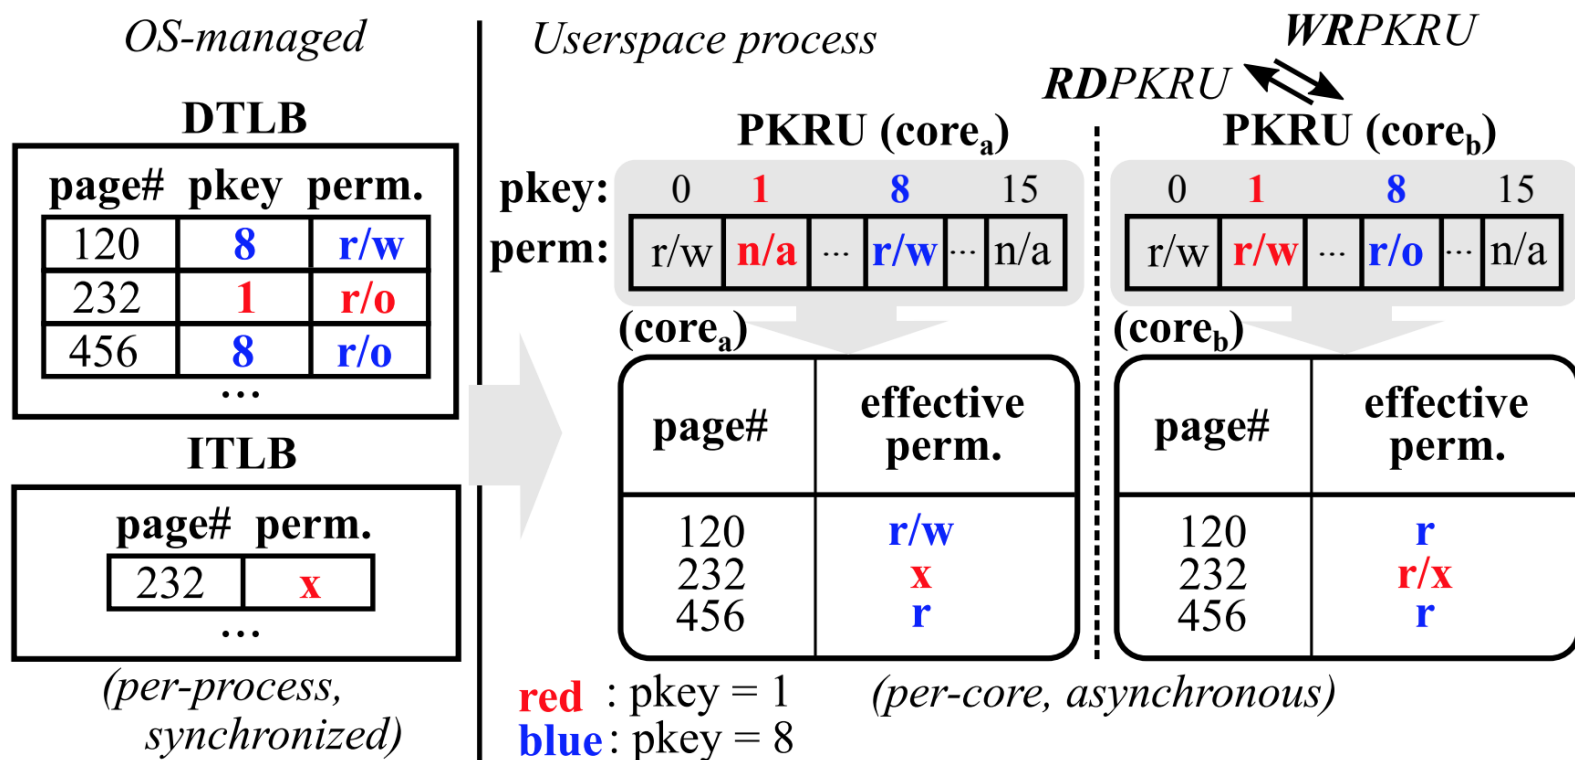 OS-managed
DTLB
page# pkey perm.
120 8 r/w
232 1 r/o
456 8 r/o
...
ITLB
page# perm.
232 x
...
(per-process,
synchronized)
Userspace process
WRPKRU
RDPKRU
PKRU (corea)
pkey: 0 1 8 15
perm: r/w n/a ... r/w ... n/a
(corea)
page# effective
perm.
120 r/w
232 x
456 r
PKRU (coreb)
0 1 8 15
r/w r/w ... r/o ... n/a
(coreb)
page# effective
perm.
120 r
232 r/x
456 r
red : pkey = 1
blue : pkey = 8
(per-core, asynchronous)